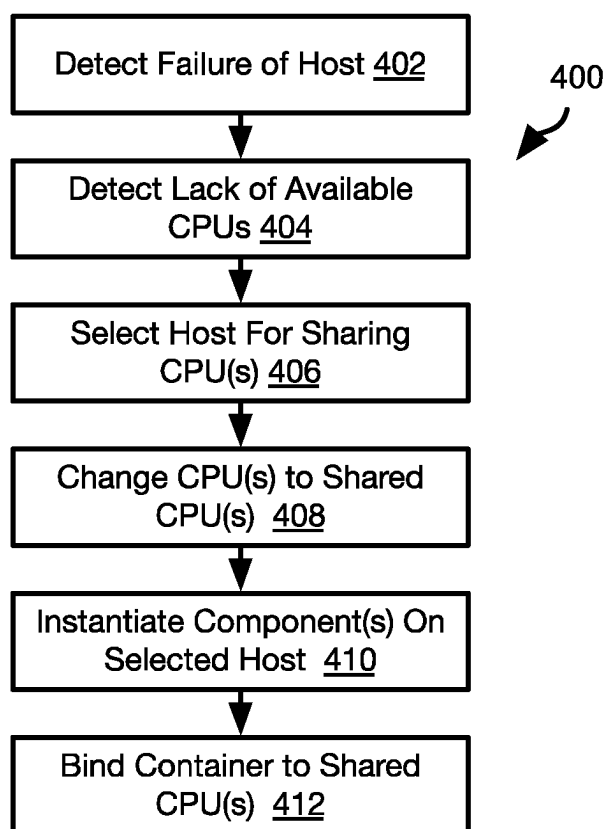 Detect Failure of Host 402
400
Detect Lack of Available
CPUs 404
Select Host For Sharing
CPU(s) 406
Change CPU(s) to Shared
CPU(s) 408
Instantiate Component(s) On
Selected Host 410
Bind Container to Shared
CPU(s) 412